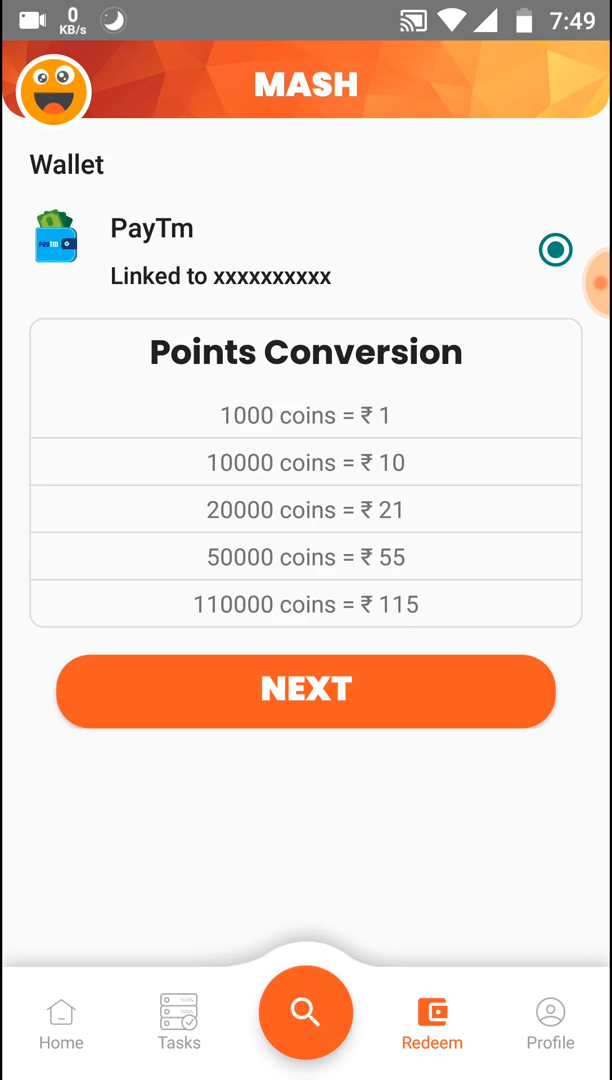 0
KB/s
7:49
MASH
Wallet
PayTm
Linked to xxxxxxxxxx
Points Conversion
1000 coins = ₹ 1
10000 coins = ₹ 10
20000 coins = ₹ 21
50000 coins = ₹ 55
110000 coins = ₹ 115
NEXT
Home
Tasks
Redeem
Profile